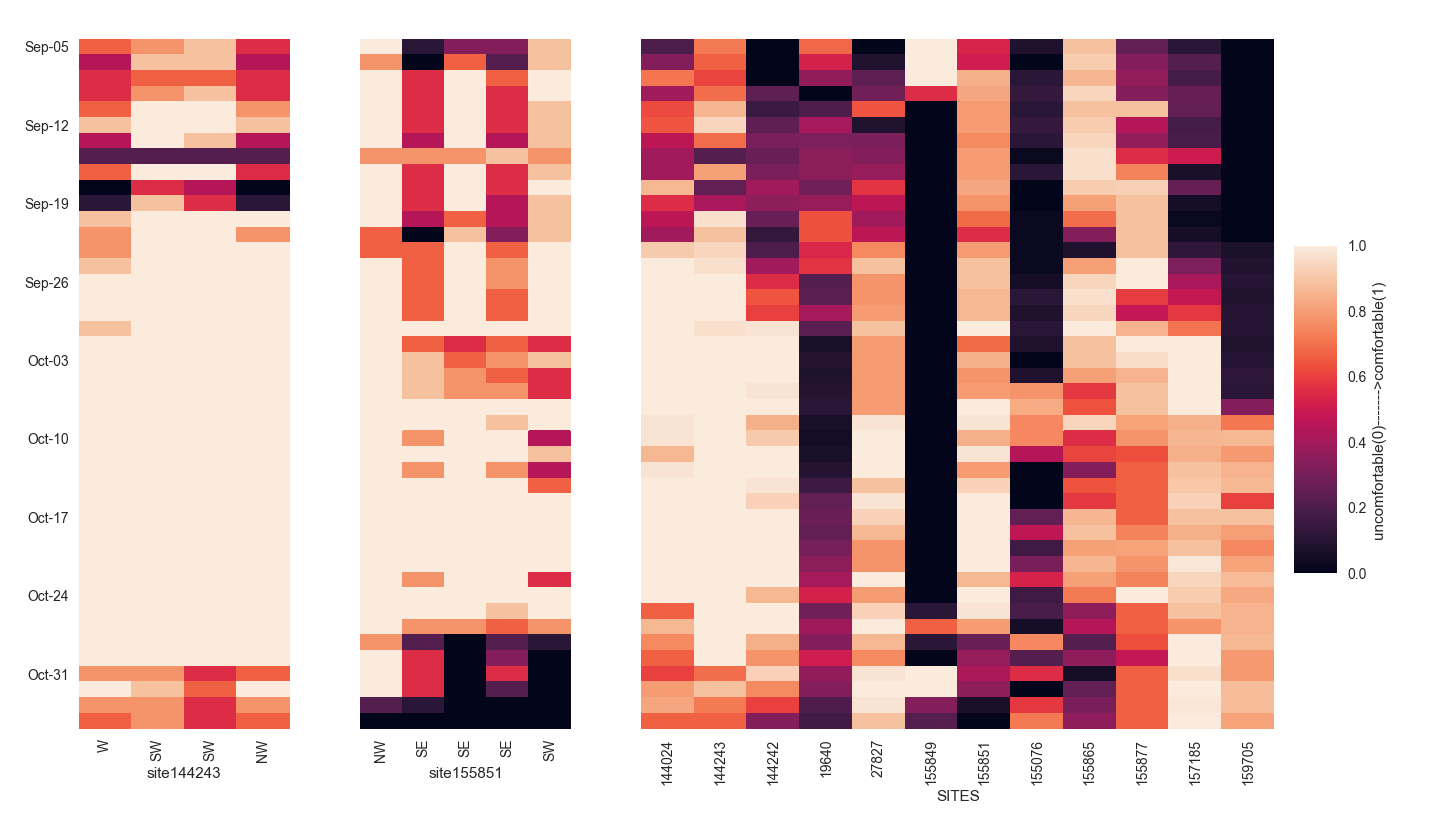 Sep-05
Sep-12
Sep-19
Sep-26
Oct-03
Oct-10
Oct-17
Oct-24
Oct-31
W SW SW NW
site144243
NW SE SE SE SW
site155851
144024 144243 144242 19640 27827 155849 155851 155076 155865 155877 157185 159705
SITES
1.0
0.8
0.6
0.4
0.2
0.0
uncomfortable(0)------->comfortable(1)